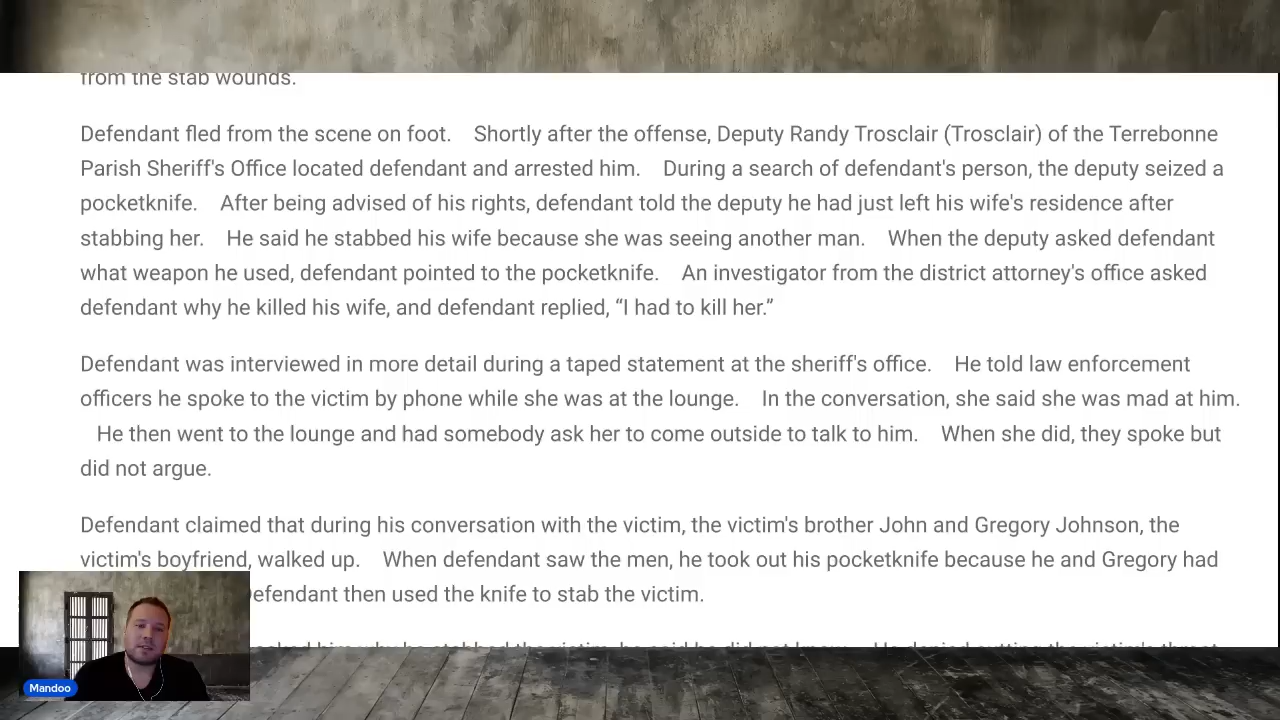 from the stab wounds.
Defendant fled from the scene on foot. Shortly after the offense, Deputy Randy Trosclair (Trosclair) of the Terrebonne
Parish Sheriff's Office located defendant and arrested him. During a search of defendant's person, the deputy seized a
pocketknife. After being advised of his rights, defendant told the deputy he had just left his wife's residence after
stabbing her. He said he stabbed his wife because she was seeing another man. When the deputy asked defendant
what weapon he used, defendant pointed to the pocketknife. An investigator from the district attorney's office asked
defendant why he killed his wife, and defendant replied, “I had to kill her.”
Defendant was interviewed in more detail during a taped statement at the sheriff's office. He told law enforcement
officers he spoke to the victim by phone while she was at the lounge. In the conversation, she said she was mad at him.
He then went to the lounge and had somebody ask her to come outside to talk to him. When she did, they spoke but
did not argue.
Defendant claimed that during his conversation with the victim, the victim's brother John and Gregory Johnson, the
victim's boyfriend, walked up. When defendant saw the men, he took out his pocketknife because he and Gregory had
efendant then used the knife to stab the victim.
Mandoo